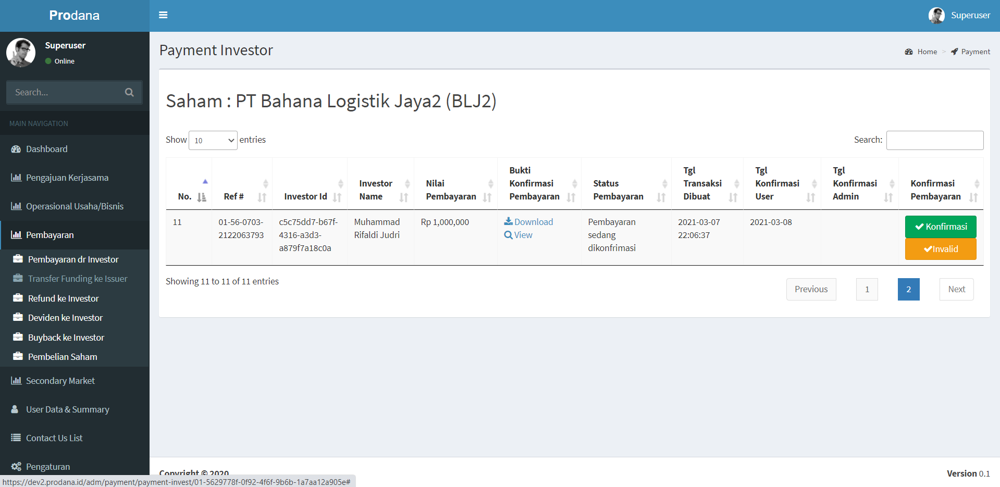 Prodana
Superuser
Superuser
Online
Search...
MAIN NAVIGATION
Dashboard
Pengajuan Kerjasama
Operasional Usaha/Bisnis
Pembayaran
Pembayaran dr Investor
Transfer Funding ke Issuer
Refund ke Investor
Deviden ke Investor
Buyback ke Investor
Pembelian Saham
Secondary Market
User Data & Summary
Contact Us List
Pengaturan
Payment Investor
Home > Payment
Saham : PT Bahana Logistik Jaya2 (BLJ2)
Show 10 entries
Search:
No.
Ref #
Investor Id
Investor
Name
Nilai
Pembayaran
Bukti
Konfirmasi
Pembayaran
Status
Pembayaran
Tgl
Transaksi
Dibuat
Tgl
Konfirmasi
User
Tgl
Konfirmasi
Admin
Konfirmasi
Pembayaran
11
01-56-0703-
2122063793
c5c75dd7-b67f-
4316-a3d3-
a879f7a18c0a
Muhammad
Rifaldi Judri
Rp 1,000,000
Download
View
Pembayaran
sedang
dikonfrimasi
2021-03-07
22:06:37
2021-03-08
Konfirmasi
Invalid
Showing 11 to 11 of 11 entries
Previous 1 2 Next
Copyright © 2020
Version 0.1
https://dev2.prodana.id/adm/payment/payment-invest/01-5629778f-0f92-4f6f-9b6b-1a7aa12a905e#